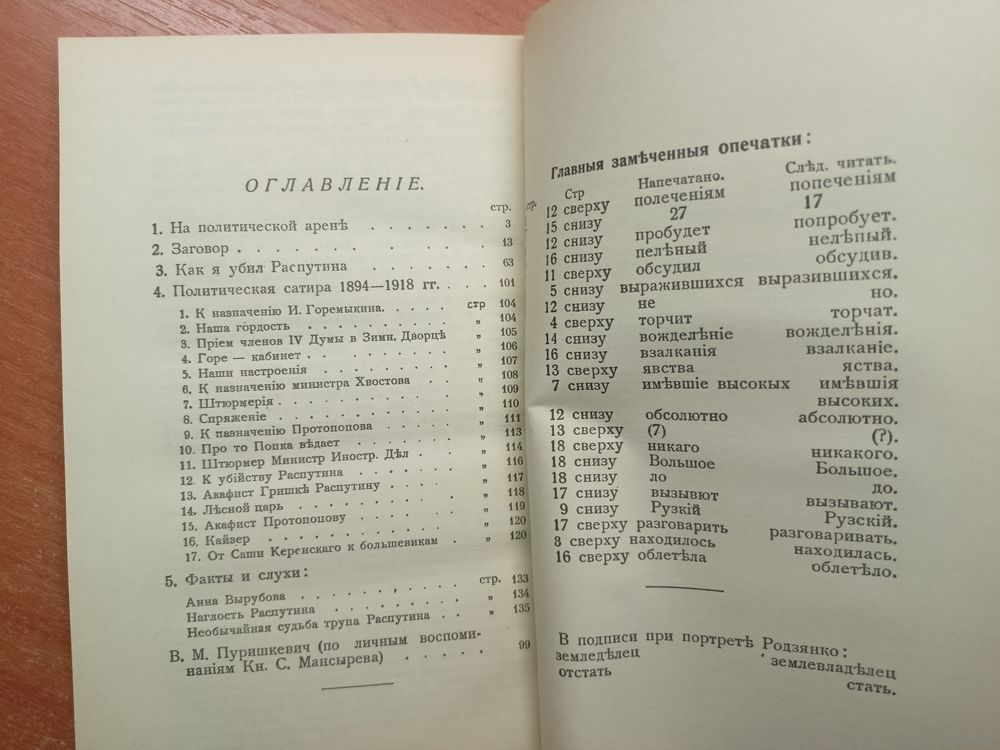 ОГЛАВЛЕНІЕ.
стр.
1. На политической аренѣ . . . . . . . 3
2. Заговор . . . . . . . . . . . 13
3. Как я убил Распутина . . . . . . . 63
4. Политическая сатира 1894—1918 гг. . . . . 101
1. К назначенію И. Горемыкина. . . . . . стр 104
2. Наша гордость . . . . . . . . . „ 104
3. Пріем членов IV Думы в Зимн. Дворцѣ „ 105
4. Горе — кабинет . . . . . . . . „ 106
5. Наши настроенія . . . . . . . . „ 107
6. К назначенію министра Хвостова . . . . „ 108
7. Штюрмерія . . . . . . . . . . „ 109
8. Спряженіе . . . . . . . . . . „ 110
9. К пазначенію Протопопова . . . . . „ 111
10. Про то Попка вѣдает . . . . . . . „ 113
11. Штюрмер Министр Иностр. Дѣл . . . . „ 114
12. К убійству Распутина . . . . . . . „ 116
13. Акафист Гришкѣ Распутину . . . . . „ 117
14. Лѣсной царь . . . . . . . . . „ 118
15. Акафист Протопопову . . . . . . . „ 119
16. Кайзер . . . . . . . . . . . „ 120
17. От Саши Керенскаго к большевикам . . „ 120
5. Факты и слухи:
Анна Вырубова . . . . . . . . . стр. 133
Наглость Распутина . . . . . . . . „ 134
Необычайная судьба трупа Распутина . . . „ 135
В. М. Пуришкевич (по личным воспоми-
наніям Кн. С. Мансырева) . . . . . 99
Главныя замѣченныя опечатки:
Стр Напечатано. Слѣд. читать.
стр.
12 сверху полеченіям попеченіям
15 снизу 27 17
12 снизу пробудет попробует.
16 снизу пелѣный нелѣпый.
11 сверху обсудил обсудив.
5 снизу выражившихся выразившихся.
12 снизу не но.
4 сверху торчит торчат.
14 снизу вожделѣніе вожделѣнія.
16 снизу взалканія взалканіе.
13 сверху явства яства.
7 снизу имѣвшіе высоких имѣвшія
высоких.
12 снизу обсолютно абсолютно.
13 сверху (7) (?).
18 сверху никаго никакого.
18 снизу Вольшое Большое.
18 снизу ло до.
17 снизу вызывют вызывают.
9 снизу Рузкій Рузскій.
17 сверху разговарить разговаривать.
8 сверху находилось находилась.
16 сверху облетѣла облетѣло.
В подписи при портретѣ Родзянко:
земледѣлец землевладѣлец
отстать стать.